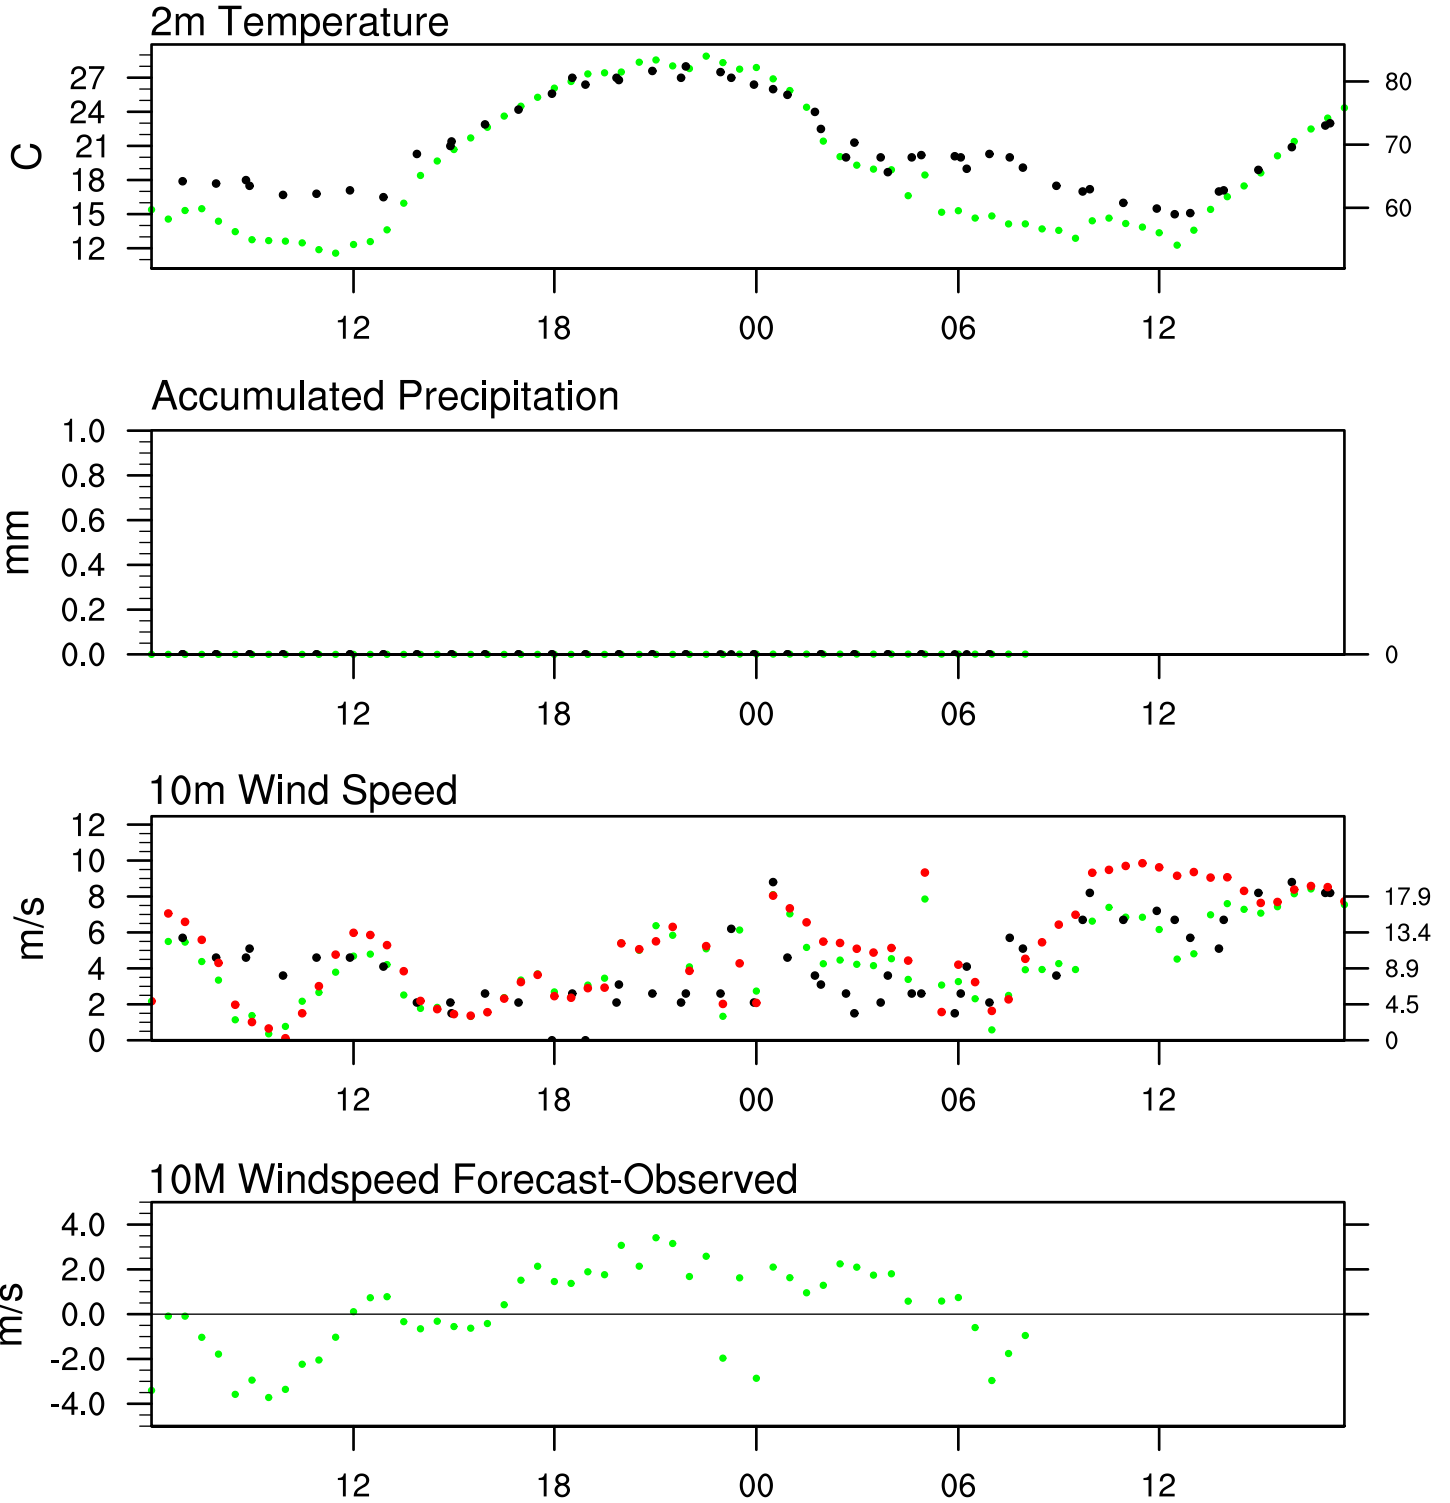 2m Temperature
C
27
24
21
18
15
12
80
70
60
12 18 00 06 12
Accumulated Precipitation
mm
1.0
0.8
0.6
0.4
0.2
0.0
0
12 18 00 06 12
10m Wind Speed
m/s
12
10
8
6
4
2
0
17.9
13.4
8.9
4.5
0
12 18 00 06 12
10M Windspeed Forecast-Observed
m/s
4.0
2.0
0.0
-2.0
-4.0
12 18 00 06 12